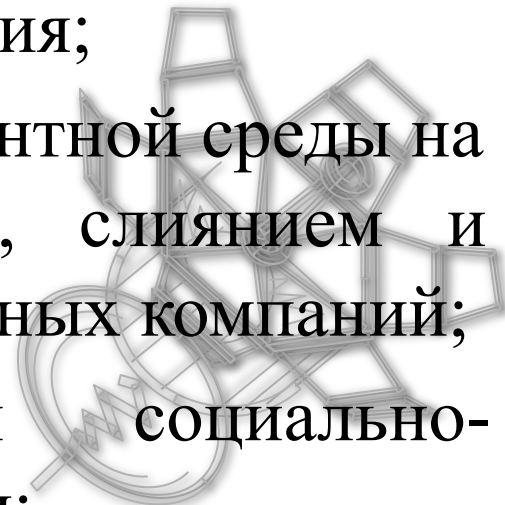 ия;
нтной среды на
, слиянием и
ных компаний;
социально-